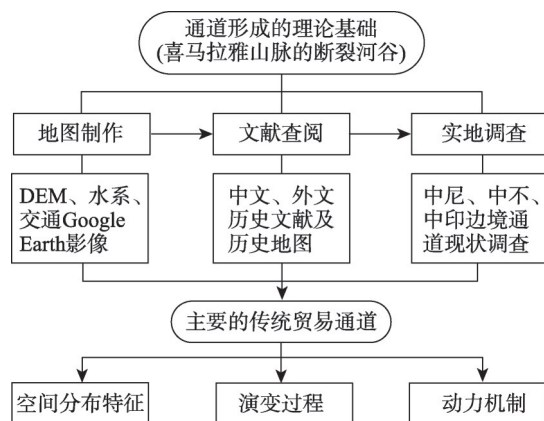 通道形成的理论基础
(喜马拉雅山脉的断裂河谷)
地图制作
文献查阅
实地调查
DEM、水系、
交通Google
Earth影像
中文、外文
历史文献及
历史地图
中尼、中不、
中印边境通
道现状调查
主要的传统贸易通道
空间分布特征
演变过程
动力机制